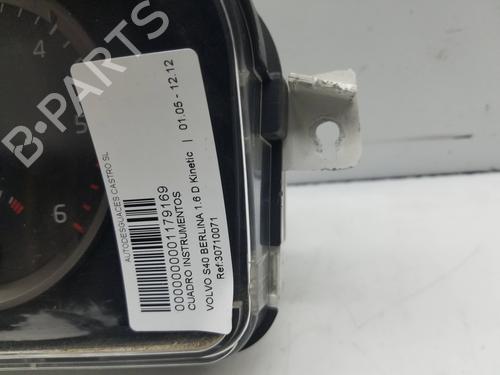 AUTODESGUACES CASTRO SL
00000000001179169
CUADRO INSTRUMENTOS
VOLVO S40 BERLINA 1.6 D Kinetic | 01.05 - 12.12
Ref:30710071
4
5
6
B-PARTS